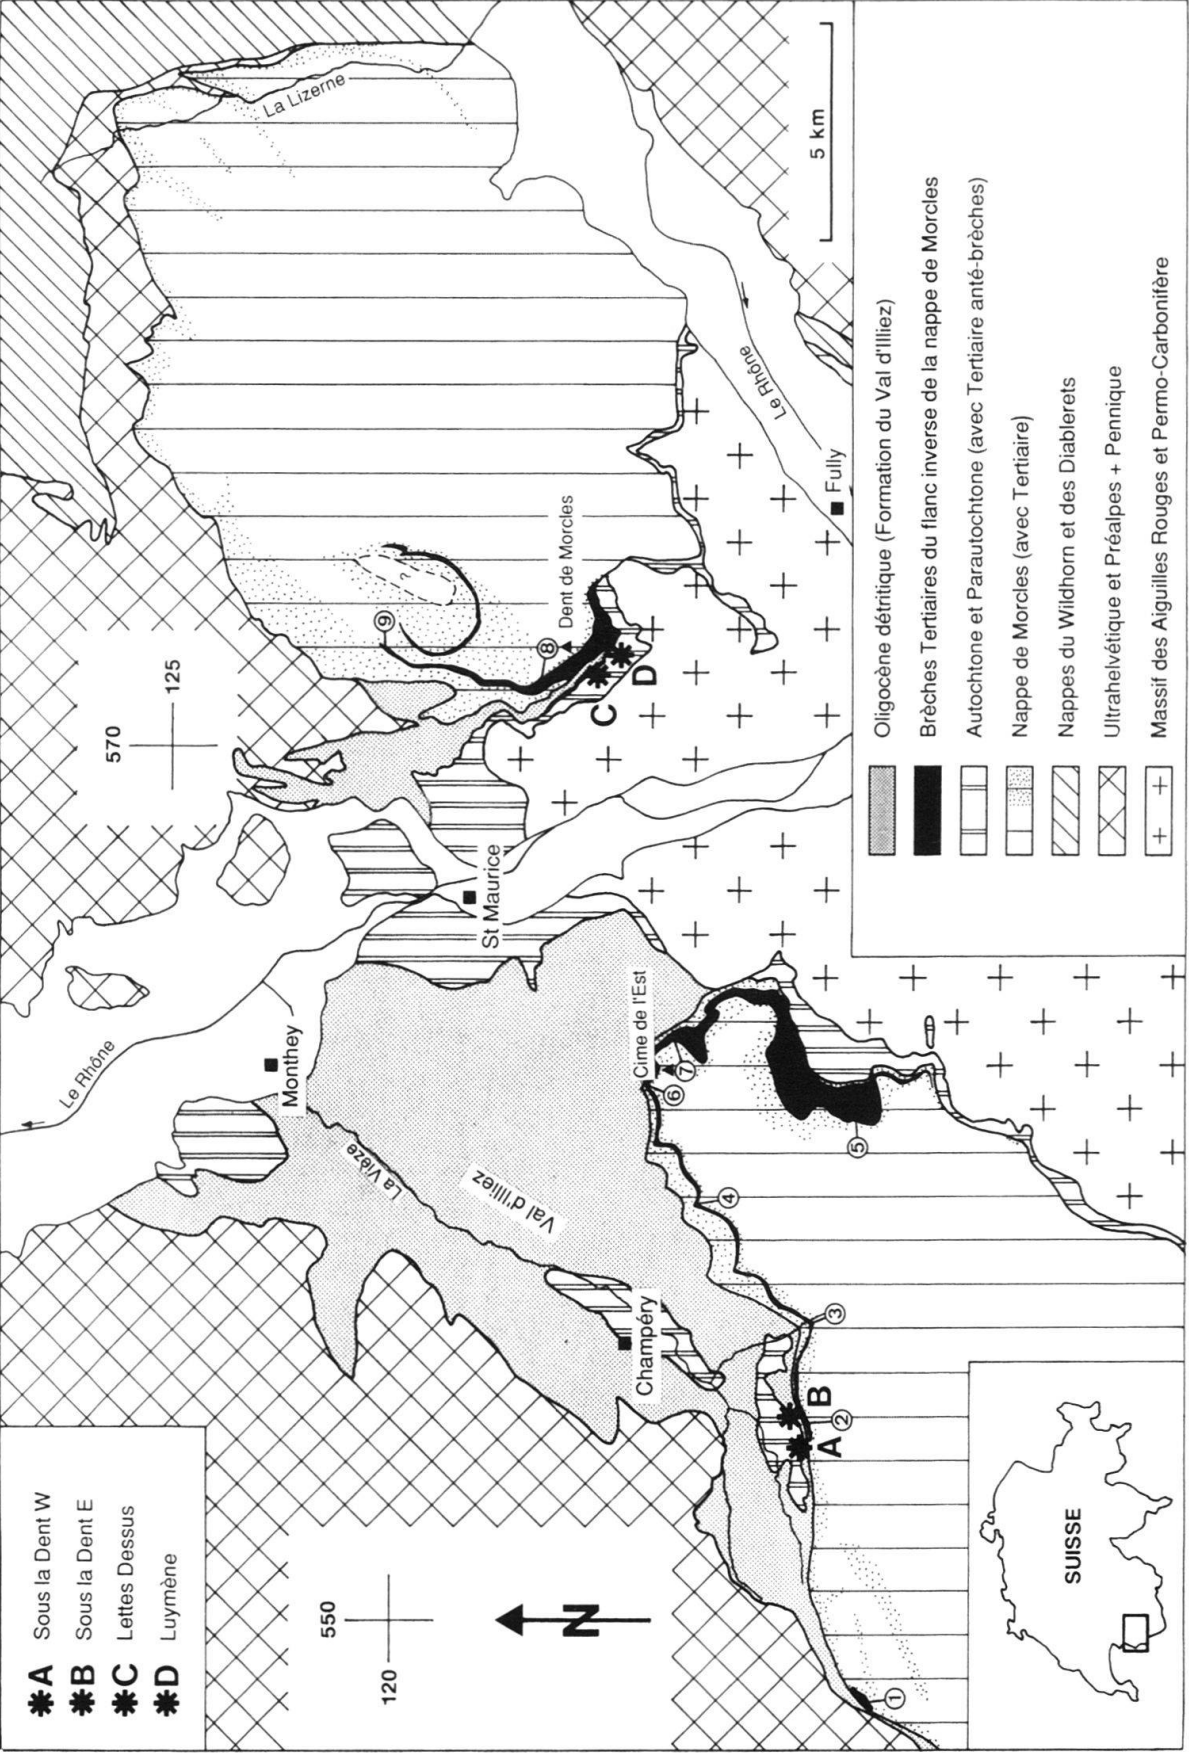 ✱A Sous la Dent W
✱B Sous la Dent E
✱C Lettes Dessus
✱D Luymène
550
120
N
570
125
Le Rhône
Monthey
La Vièze
Val d'Illiez
Champéry
St Maurice
Cime de l'Est
Dent de Morcles
La Lizerne
Le Rhône
Fully
5 km
A
B
C
D
1
2
3
4
5
6
7
8
9
?
SUISSE
Oligocène détritique (Formation du Val d'Illiez)
Brèches Tertiaires du flanc inverse de la nappe de Morcles
Autochtone et Parautochtone (avec Tertiaire anté-brèches)
Nappe de Morcles (avec Tertiaire)
Nappes du Wildhorn et des Diablerets
Ultrahelvétique et Préalpes + Pennique
Massif des Aiguilles Rouges et Permo-Carbonifère